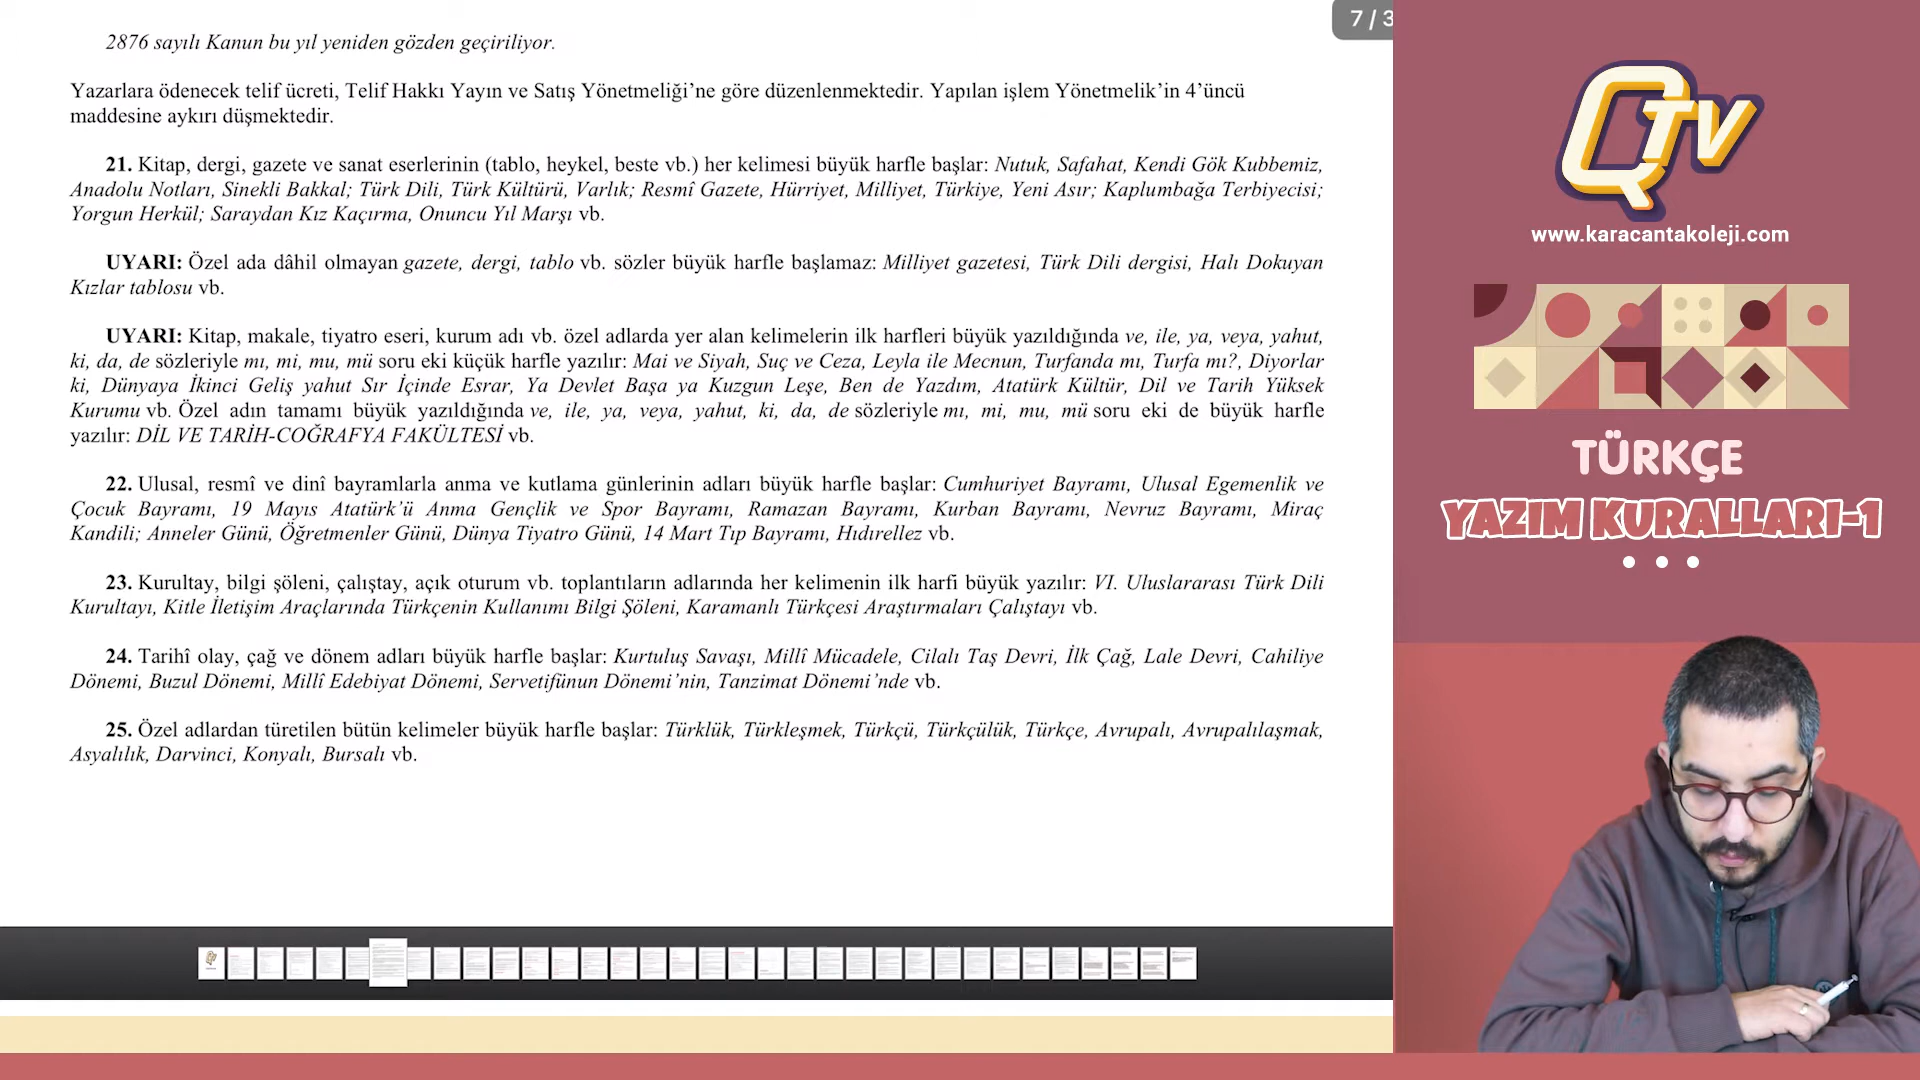 2876 sayılı Kanun bu yıl yeniden gözden geçiriliyor.
7 / 3
Yazarlara ödenecek telif ücreti, Telif Hakkı Yayın ve Satış Yönetmeliği’ne göre düzenlenmektedir. Yapılan işlem Yönetmelik’in 4’üncü
maddesine aykırı düşmektedir.
21. Kitap, dergi, gazete ve sanat eserlerinin (tablo, heykel, beste vb.) her kelimesi büyük harfle başlar: Nutuk, Safahat, Kendi Gök Kubbemiz,
Anadolu Notları, Sinekli Bakkal; Türk Dili, Türk Kültürü, Varlık; Resmî Gazete, Hürriyet, Milliyet, Türkiye, Yeni Asır; Kaplumbağa Terbiyecisi;
Yorgun Herkül; Saraydan Kız Kaçırma, Onuncu Yıl Marşı vb.
UYARI: Özel ada dâhil olmayan gazete, dergi, tablo vb. sözler büyük harfle başlamaz: Milliyet gazetesi, Türk Dili dergisi, Halı Dokuyan
Kızlar tablosu vb.
UYARI: Kitap, makale, tiyatro eseri, kurum adı vb. özel adlarda yer alan kelimelerin ilk harfleri büyük yazıldığında ve, ile, ya, veya, yahut,
ki, da, de sözleriyle mı, mi, mu, mü soru eki küçük harfle yazılır: Mai ve Siyah, Suç ve Ceza, Leyla ile Mecnun, Turfanda mı, Turfa mı?, Diyorlar
ki, Dünyaya İkinci Geliş yahut Sır İçinde Esrar, Ya Devlet Başa ya Kuzgun Leşe, Ben de Yazdım, Atatürk Kültür, Dil ve Tarih Yüksek
Kurumu vb. Özel adın tamamı büyük yazıldığında ve, ile, ya, veya, yahut, ki, da, de sözleriyle mı, mi, mu, mü soru eki de büyük harfle
yazılır: DİL VE TARİH-COĞRAFYA FAKÜLTESİ vb.
22. Ulusal, resmî ve dinî bayramlarla anma ve kutlama günlerinin adları büyük harfle başlar: Cumhuriyet Bayramı, Ulusal Egemenlik ve
Çocuk Bayramı, 19 Mayıs Atatürk’ü Anma Gençlik ve Spor Bayramı, Ramazan Bayramı, Kurban Bayramı, Nevruz Bayramı, Miraç
Kandili; Anneler Günü, Öğretmenler Günü, Dünya Tiyatro Günü, 14 Mart Tıp Bayramı, Hıdırellez vb.
23. Kurultay, bilgi şöleni, çalıştay, açık oturum vb. toplantıların adlarında her kelimenin ilk harfi büyük yazılır: VI. Uluslararası Türk Dili
Kurultayı, Kitle İletişim Araçlarında Türkçenin Kullanımı Bilgi Şöleni, Karamanlı Türkçesi Araştırmaları Çalıştayı vb.
24. Tarihî olay, çağ ve dönem adları büyük harfle başlar: Kurtuluş Savaşı, Millî Mücadele, Cilalı Taş Devri, İlk Çağ, Lale Devri, Cahiliye
Dönemi, Buzul Dönemi, Millî Edebiyat Dönemi, Servetifünun Dönemi’nin, Tanzimat Dönemi’nde vb.
25. Özel adlardan türetilen bütün kelimeler büyük harfle başlar: Türklük, Türkleşmek, Türkçü, Türkçülük, Türkçe, Avrupalı, Avrupalılaşmak,
Asyalılık, Darvinci, Konyalı, Bursalı vb.
QTV
www.karacantakoleji.com
TÜRKÇE
YAZIM KURALLARI-1